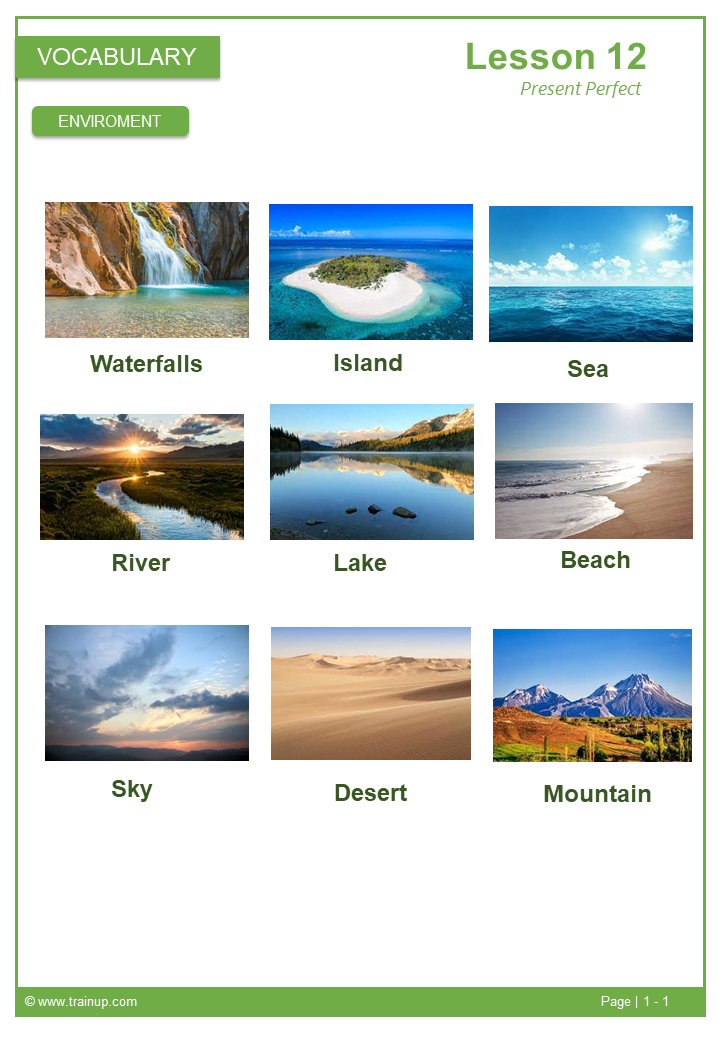 VOCABULARY
Lesson 12
Present Perfect
ENVIROMENT
Waterfalls
Island
Sea
River
Lake
Beach
Sky
Desert
Mountain
© www.trainup.com
Page | 1 - 1